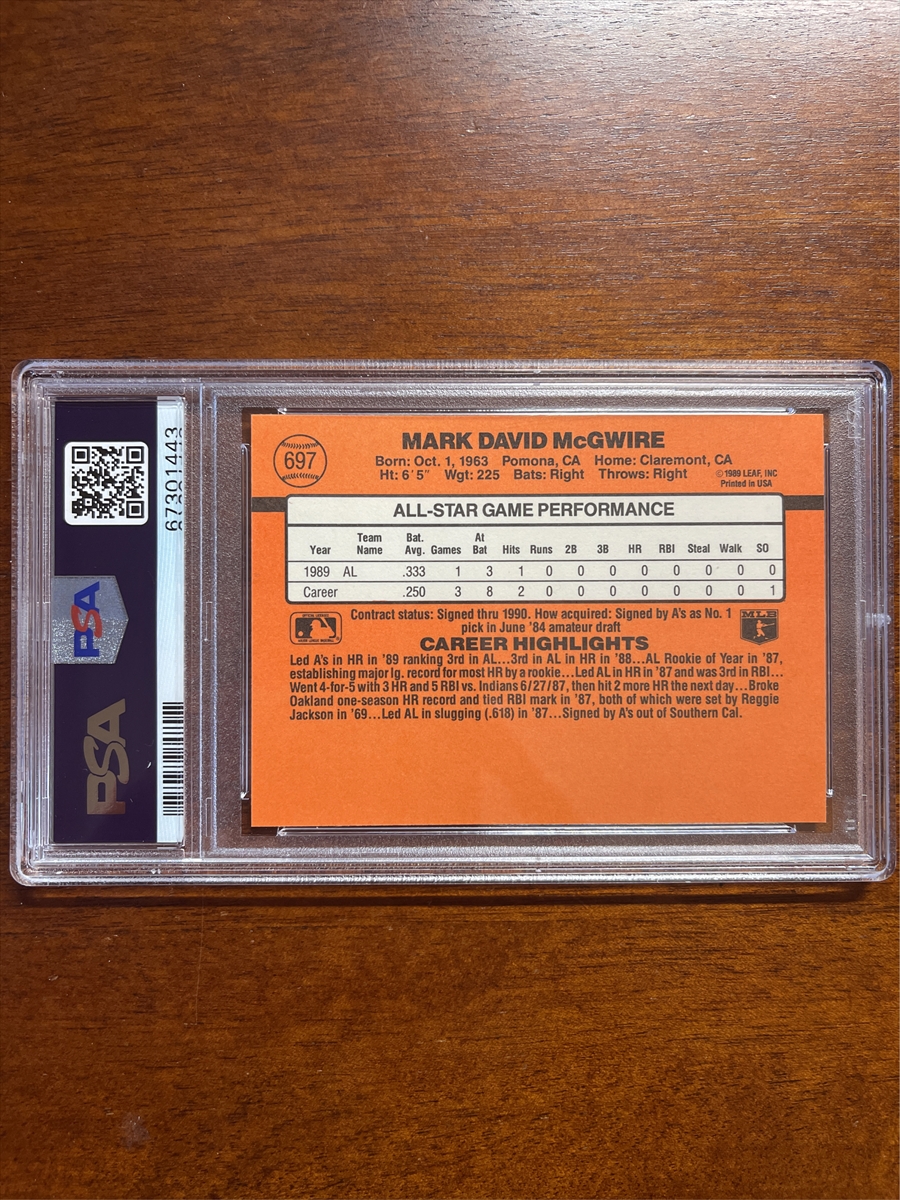 67301443
PSA
PSA
697
MARK DAVID McGWIRE
Born: Oct. 1, 1963 Pomona, CA Home: Claremont, CA
Ht: 6'5" Wgt: 225 Bats: Right Throws: Right
© 1989 LEAF, INC
Printed in USA
ALL-STAR GAME PERFORMANCE
Year Team Name Bat. Avg. Games At Bat Hits Runs 2B 3B HR RBI Steal Walk SO
1989 AL .333 1 3 1 0 0 0 0 0 0 0 0
Career .250 3 8 2 0 0 0 0 0 0 0 1
Contract status: Signed thru 1990. How acquired: Signed by A's as No. 1
pick in June '84 amateur draft
MLB
CAREER HIGHLIGHTS
Led A's in HR in '89 ranking 3rd in AL...3rd in AL in HR in '88...AL Rookie of Year in '87,
establishing major lg. record for most HR by a rookie...Led AL in HR in '87 and was 3rd in RBI...
Went 4-for-5 with 3 HR and 5 RBI vs. Indians 6/27/87, then hit 2 more HR the next day...Broke
Oakland one-season HR record and tied RBI mark in '87, both of which were set by Reggie
Jackson in '69...Led AL in slugging (.618) in '87...Signed by A's out of Southern Cal.